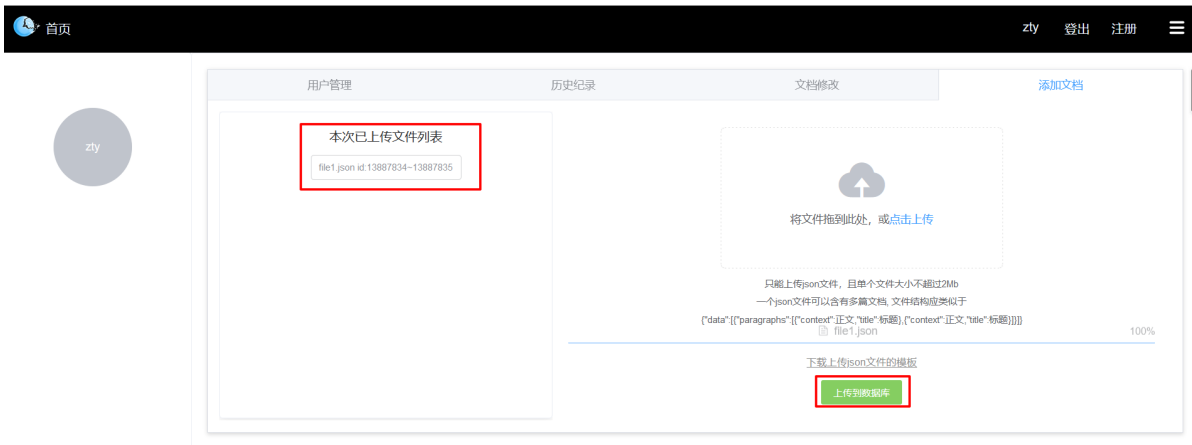 首页
zty
登出
注册
用户管理
历史纪录
文档修改
添加文档
zty
本次已上传文件列表
file1.json id:13887834~13887835
将文件拖到此处，或点击上传
只能上传json文件，且单个文件大小不超过2Mb
一个json文件可以含有多篇文档, 文件结构应类似于
{"data":[{"paragraphs":[{"context":正文,"title":标题},{"context":正文,"title":标题}]}]}
file1.json
100%
下载上传json文件的模板
上传到数据库